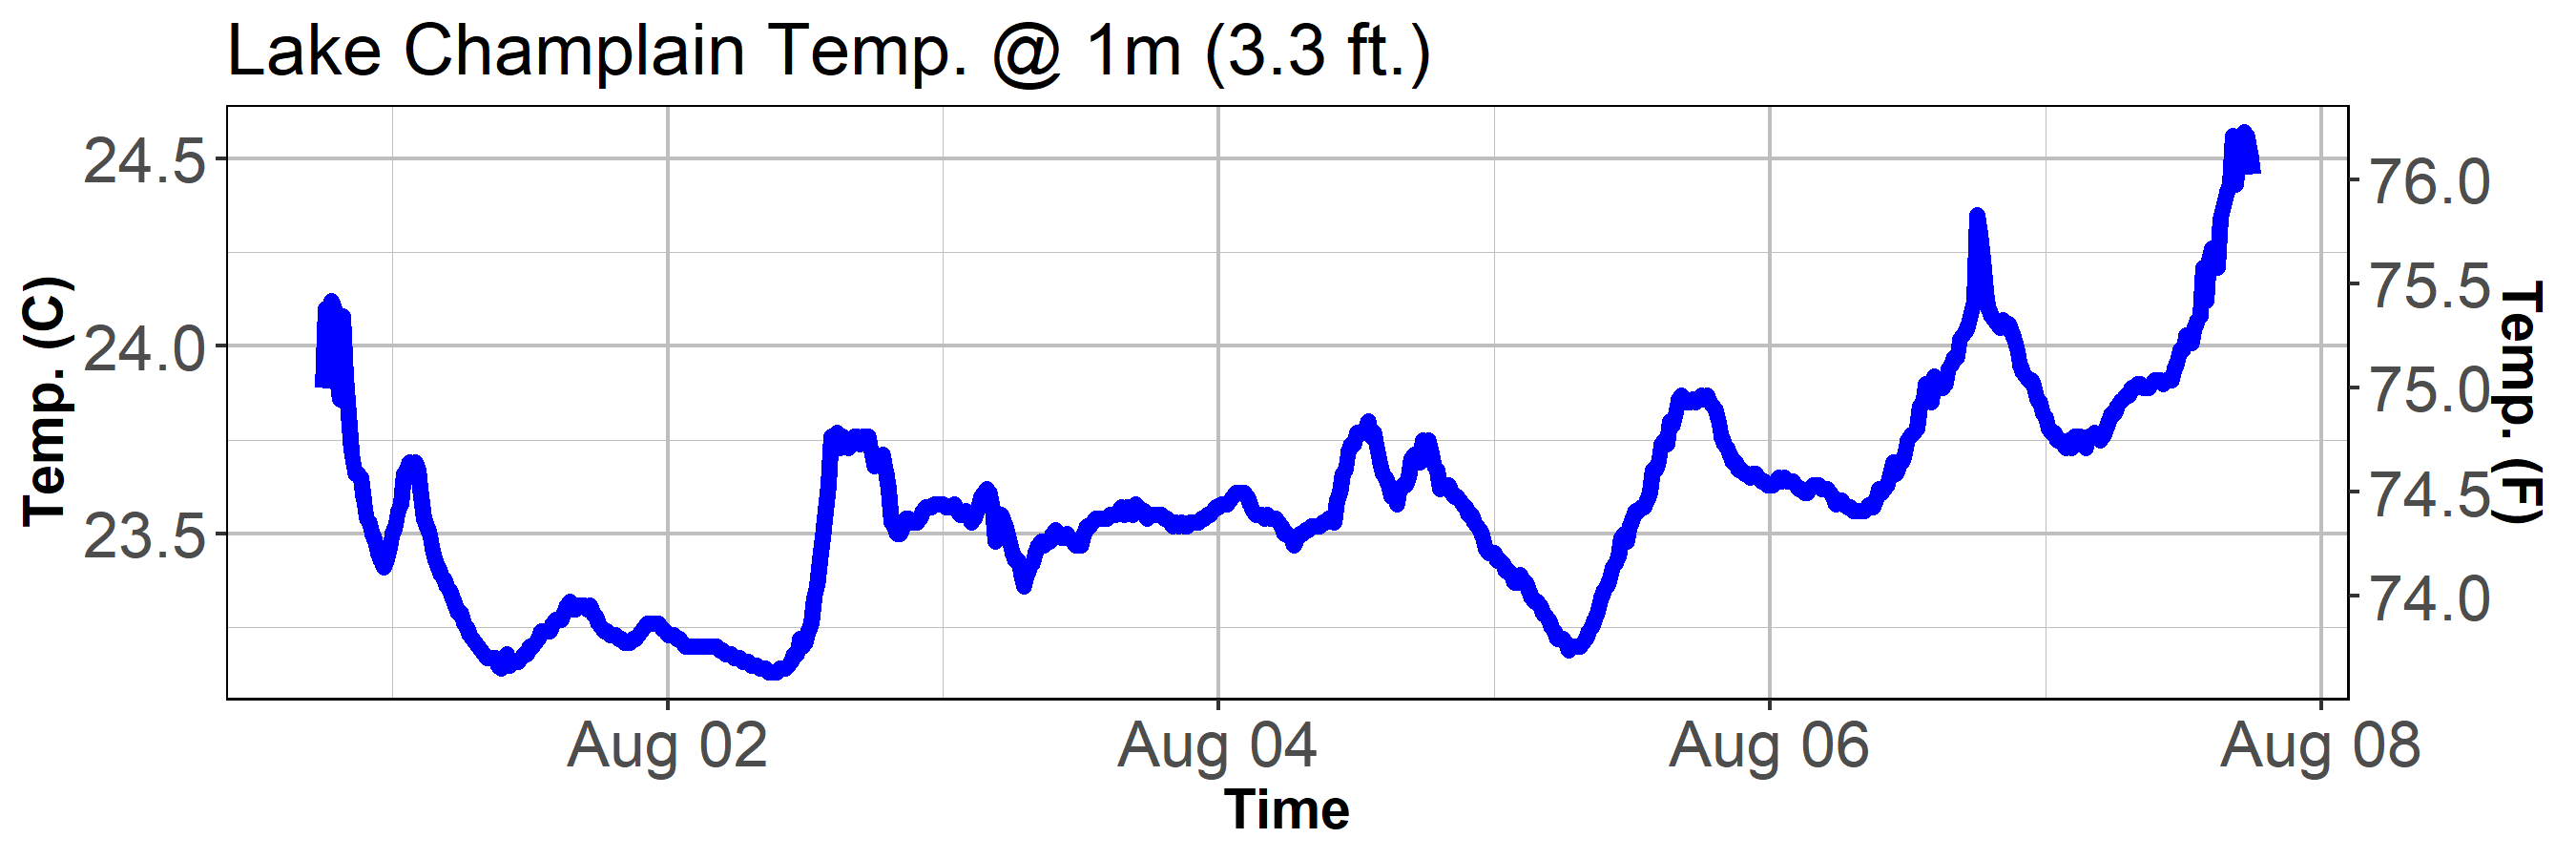 Lake Champlain Temp. @ 1m (3.3 ft.)
Temp. (C)
24.5
24.0
23.5
76.0
75.5
75.0
74.5
74.0
Temp. (F)
Aug 02 Aug 04 Aug 06 Aug 08
Time